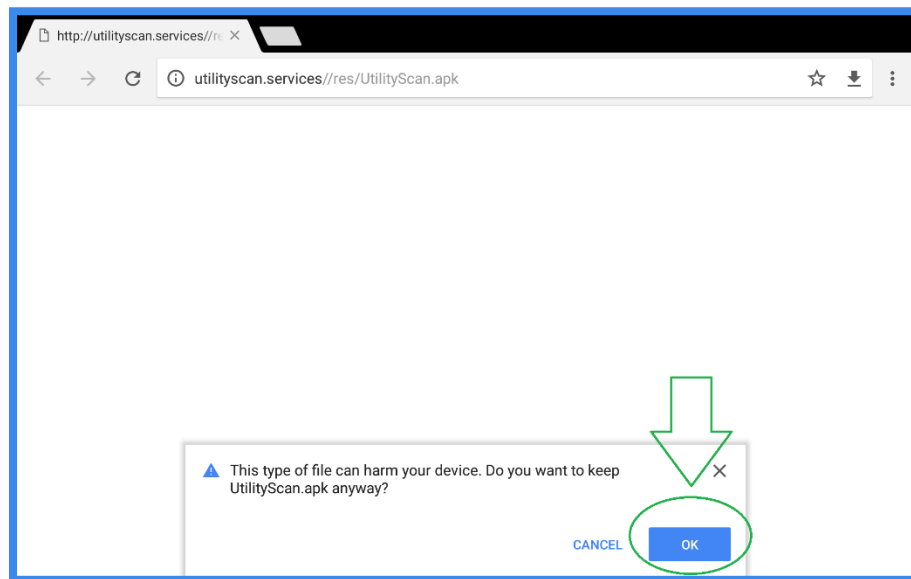 http://utilityscan.services//re
utilityscan.services//res/UtilityScan.apk
This type of file can harm your device. Do you want to keep
UtilityScan.apk anyway?
CANCEL
OK